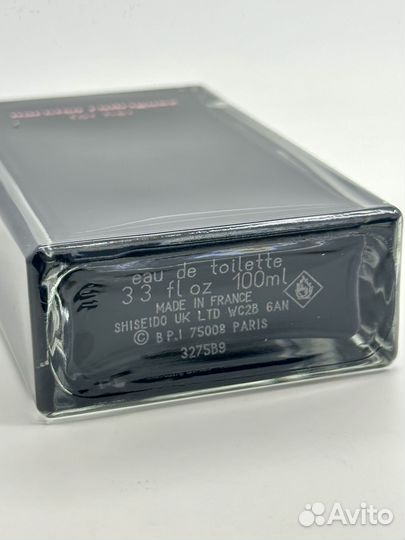 eau de toilette
3.3 fl oz 100ml
MADE IN FRANCE
SHISEIDO UK LTD WC2B 6AN
© B.P.I 75008 PARIS
3275B9
Avito